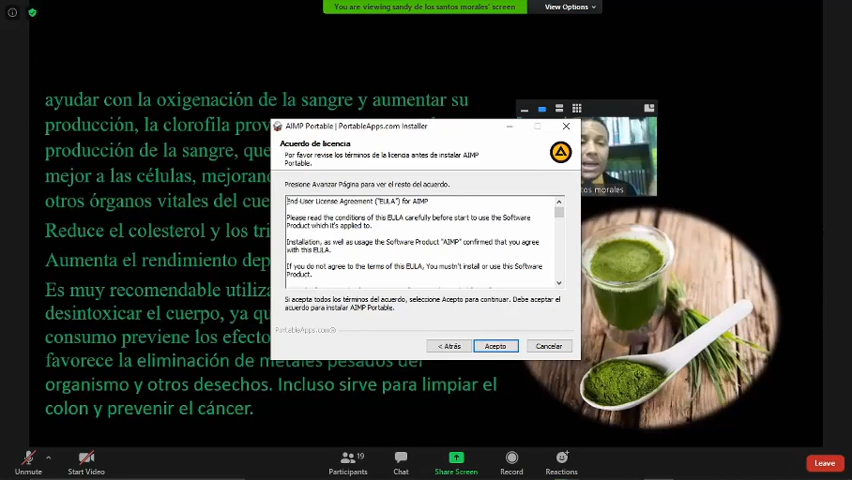 You are viewing sandy de los santos morales' screen
View Options
ayudar con la oxigenación de la sangre y aumentar su
producción, la clorofila
producción de la sangre,
mejor a las células,
otros órganos vitales del
Reduce el colesterol y los
Aumenta el rendimiento
Es muy recomendable
desintoxicar el cuerpo, ya
consumo previene los
favorece la eliminación de metales pesados del
organismo y otros desechos. Incluso sirve para limpiar el
colon y prevenir el cáncer.
AIMP Portable | PortableApps.com Installer
Acuerdo de licencia
Por favor revise los términos de la licencia antes de instalar AIMP
Portable.
Presione Avanzar Página para ver el resto del acuerdo.
End-User License Agreement ("EULA") for AIMP
Please read the conditions of this EULA carefully before start to use the Software
Product which it's applied to.
Installation, as well as usage the Software Product "AIMP" confirmed that you agree
with this EULA.
If you do not agree to the terms of this EULA, You mustn't install or use this Software
Product.
Si acepta todos los términos del acuerdo, seleccione Acepto para continuar. Debe aceptar el
acuerdo para instalar AIMP Portable.
PortableApps.com®
< Atrás
Acepto
Cancelar
morales
Unmute
Start Video
19
Participants
Chat
Share Screen
Record
Reactions
Leave